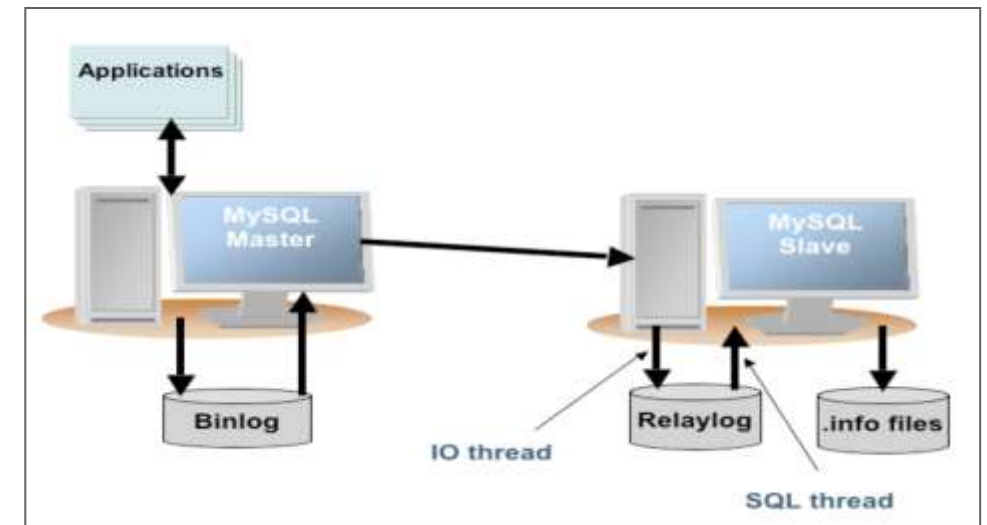 Applications
MySQL
Master
MySQL
Slave
Binlog
Relaylog
.info files
IO thread
SQL thread